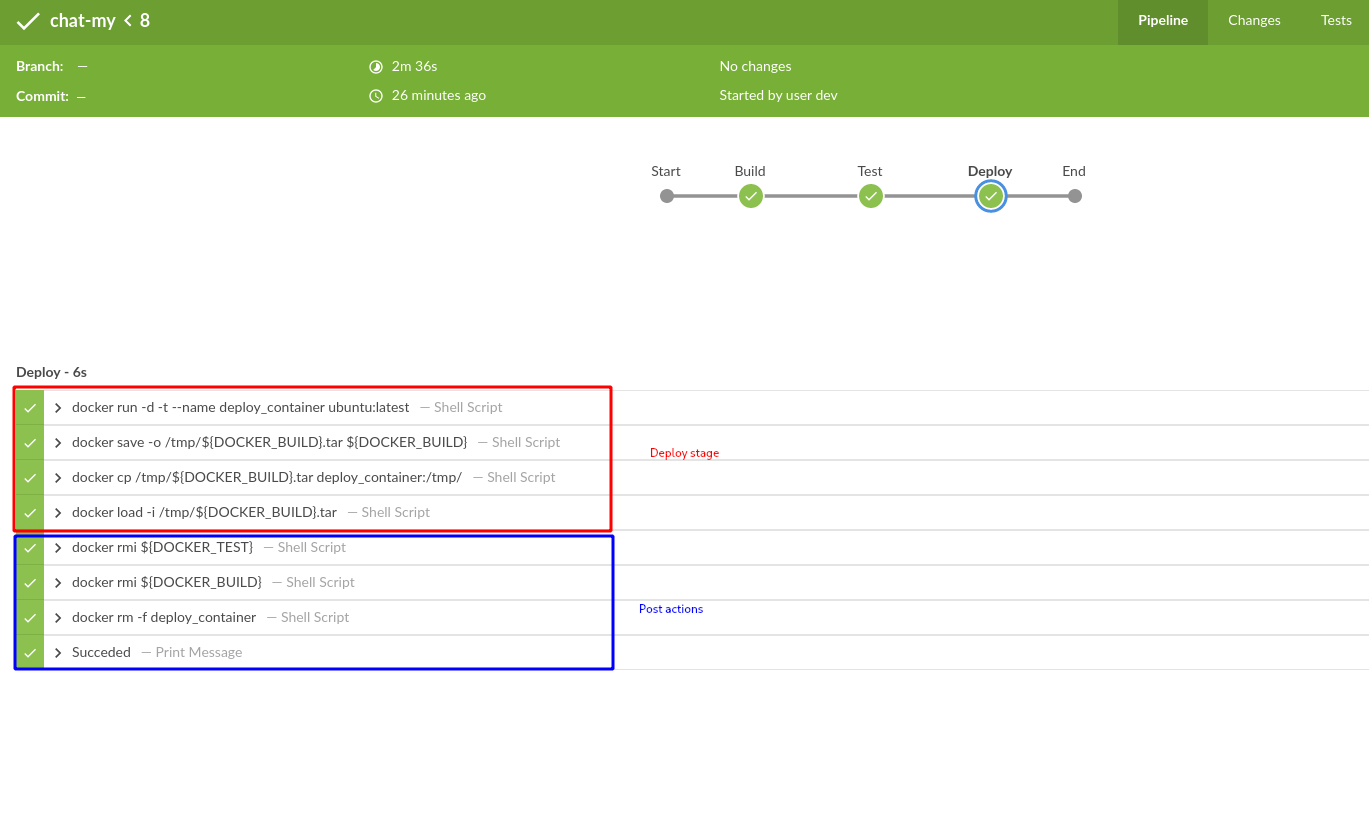 chat-my < 8 Pipeline Changes Tests
Branch: — 2m 36s No changes
Commit: — 26 minutes ago Started by user dev
Start Build Test Deploy End
Deploy - 6s
docker run -d -t --name deploy_container ubuntu:latest — Shell Script
docker save -o /tmp/${DOCKER_BUILD}.tar ${DOCKER_BUILD} — Shell Script
Deploy stage
docker cp /tmp/${DOCKER_BUILD}.tar deploy_container:/tmp/ — Shell Script
docker load -i /tmp/${DOCKER_BUILD}.tar — Shell Script
docker rmi ${DOCKER_TEST} — Shell Script
docker rmi ${DOCKER_BUILD} — Shell Script
Post actions
docker rm -f deploy_container — Shell Script
Succeded — Print Message